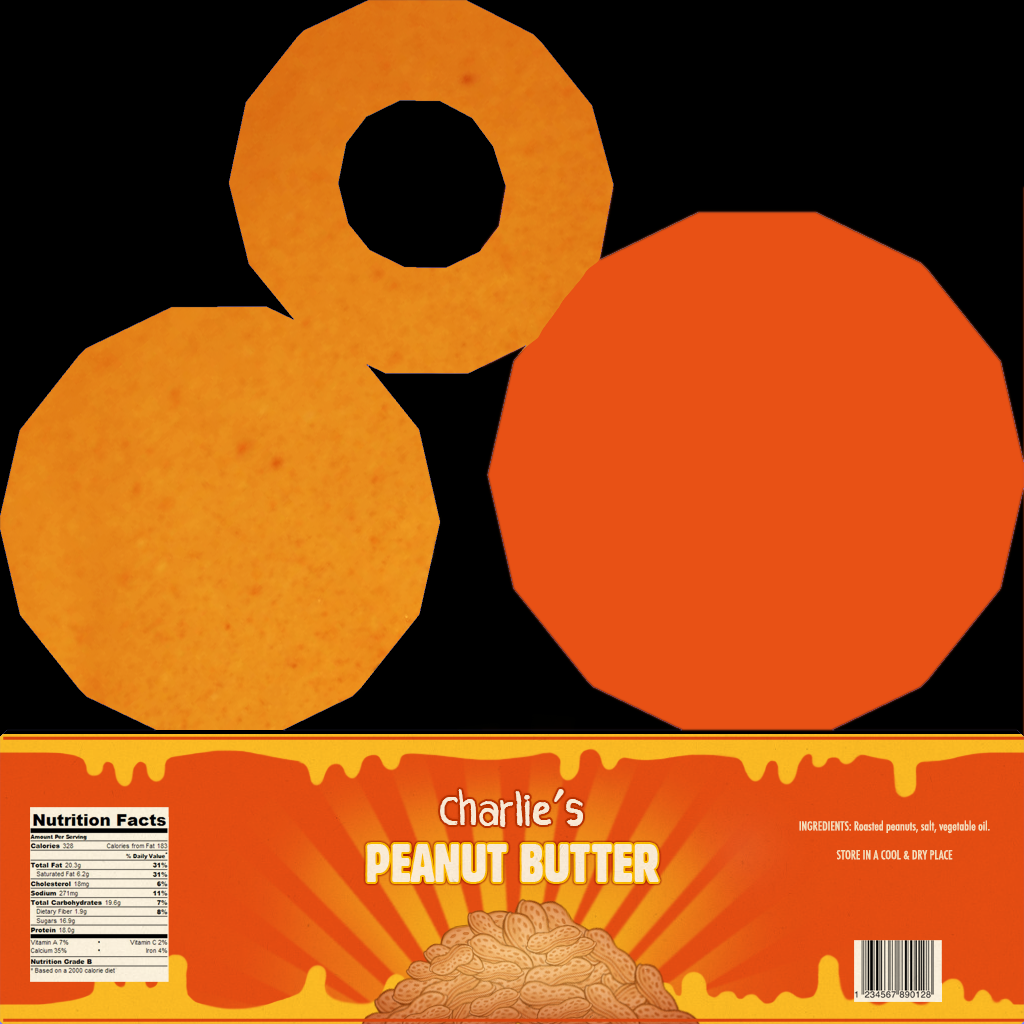 Charlie's
PEANUT BUTTER
Nutrition Facts
Amount Per Serving
Calories 328 Calories from Fat 183
% Daily Value*
Total Fat 20.3g 31%
Saturated Fat 6.2g 31%
Cholesterol 18mg 6%
Sodium 271mg 11%
Total Carbohydrates 19.6g 7%
Dietary Fiber 1.9g 8%
Sugars 16.9g
Protein 18.0g
Vitamin A 7% • Vitamin C 2%
Calcium 35% • Iron 4%
Nutrition Grade B
* Based on a 2000 calorie diet
INGREDIENTS: Roasted peanuts, salt, vegetable oil.
STORE IN A COOL & DRY PLACE
1 234567 890128